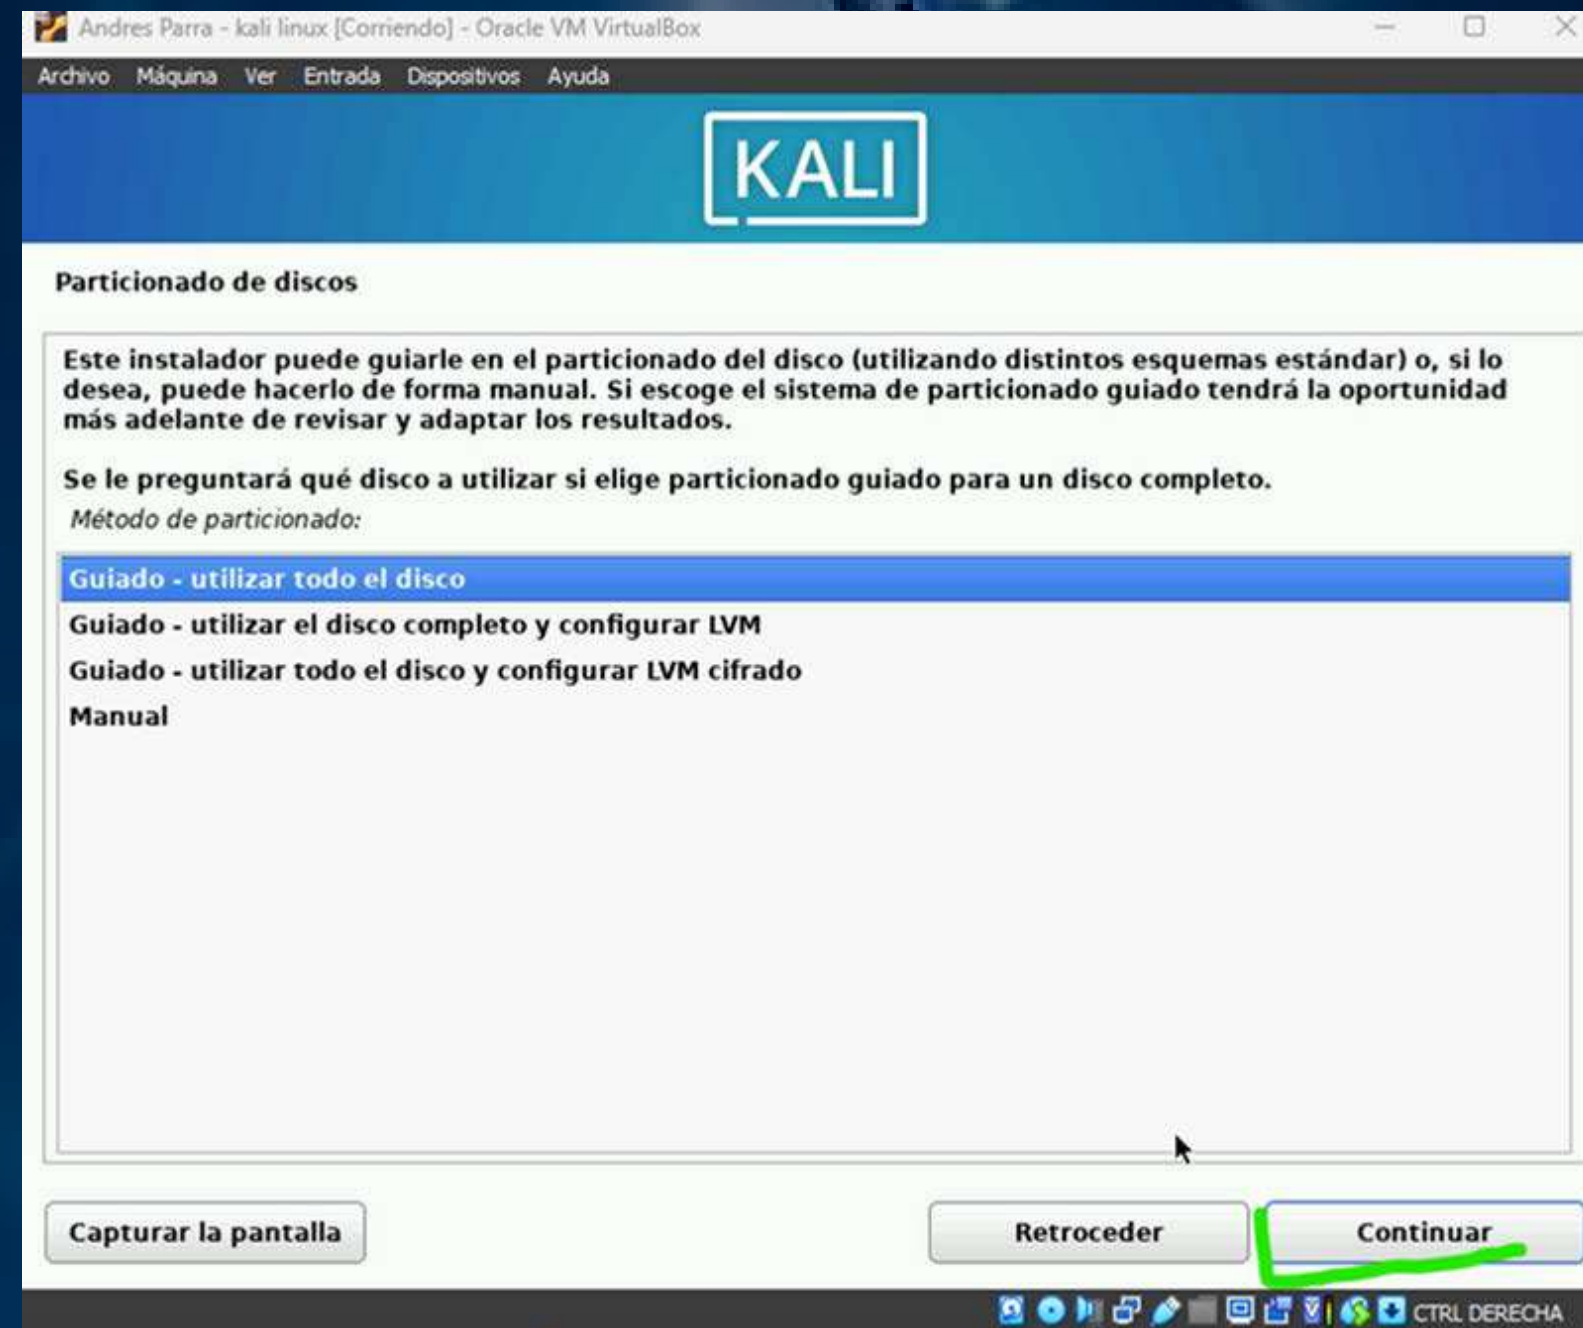 Andres Parra - kali linux [Corriendo] - Oracle VM VirtualBox
Archivo Máquina Ver Entrada Dispositivos Ayuda
KALI
Particionado de discos
Este instalador puede guiarle en el particionado del disco (utilizando distintos esquemas estándar) o, si lo
desea, puede hacerlo de forma manual. Si escoge el sistema de particionado guiado tendrá la oportunidad
más adelante de revisar y adaptar los resultados.
Se le preguntará qué disco a utilizar si elige particionado guiado para un disco completo.
Método de particionado:
Guiado - utilizar todo el disco
Guiado - utilizar el disco completo y configurar LVM
Guiado - utilizar todo el disco y configurar LVM cifrado
Manual
Capturar la pantalla Retroceder Continuar
CTRL DERECHA